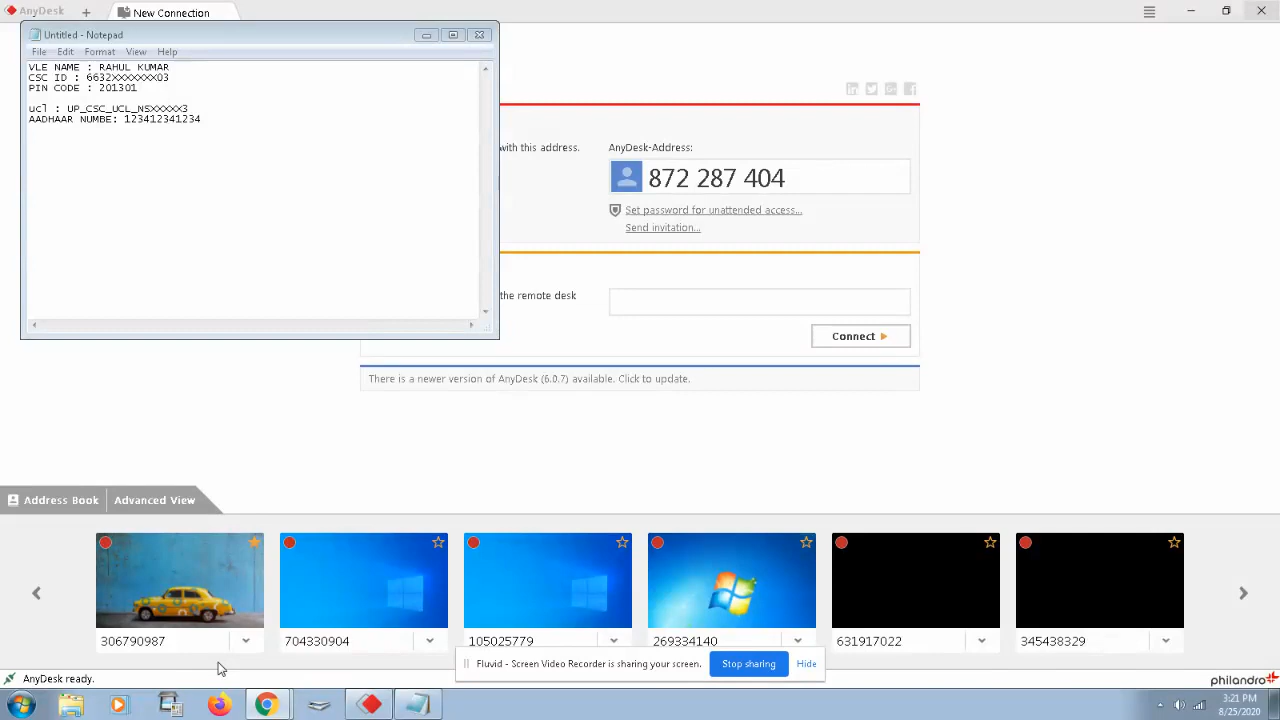 AnyDesk
New Connection
Untitled - Notepad
File Edit Format View Help
VLE NAME : RAHUL KUMAR
CSC ID : 6632XXXXXXX03
PIN CODE : 201301
ucl : UP_CSC_UCL_NSXXXXX3
AADHAAR NUMBE: 123412341234
with this address.
AnyDesk-Address:
872 287 404
Set password for unattended access...
Send invitation...
the remote desk
Connect
There is a newer version of AnyDesk (6.0.7) available. Click to update.
Address Book Advanced View
306790987 704330904 105025779 269334140 631917022 345438329
Fluvid - Screen Video Recorder is sharing your screen. Stop sharing Hide
AnyDesk ready.
philandro
3:21 PM
8/25/2020